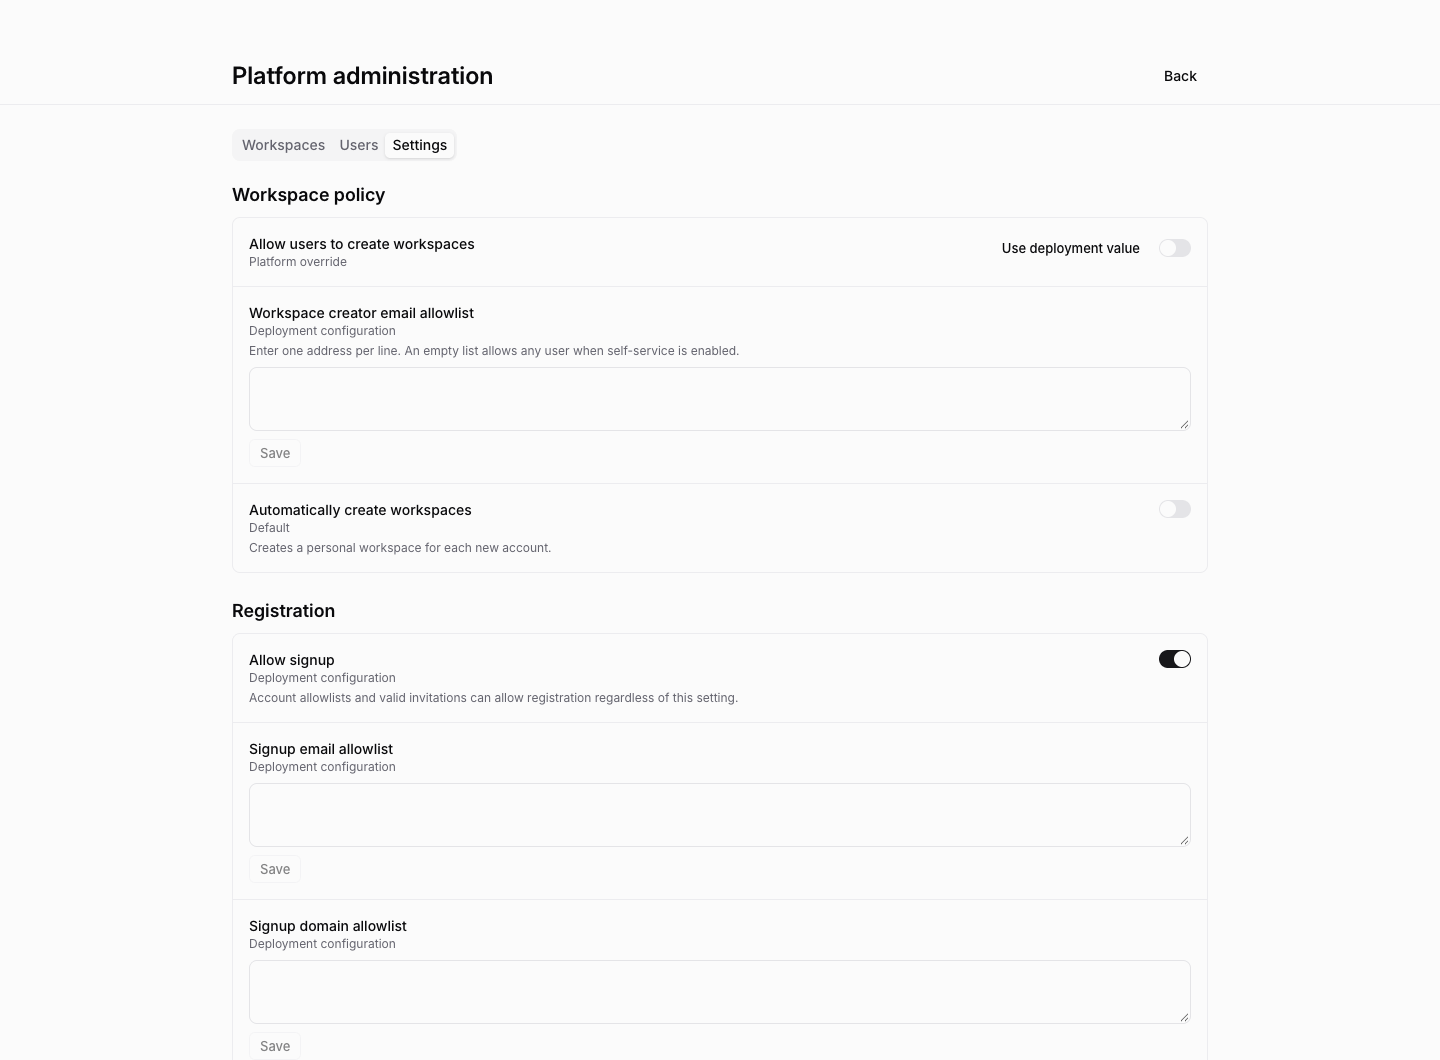 Platform administration
Back
Workspaces Users Settings
Workspace policy
Allow users to create workspaces
Platform override
Use deployment value
Workspace creator email allowlist
Deployment configuration
Enter one address per line. An empty list allows any user when self-service is enabled.
Save
Automatically create workspaces
Default
Creates a personal workspace for each new account.
Registration
Allow signup
Deployment configuration
Account allowlists and valid invitations can allow registration regardless of this setting.
Signup email allowlist
Deployment configuration
Save
Signup domain allowlist
Deployment configuration
Save